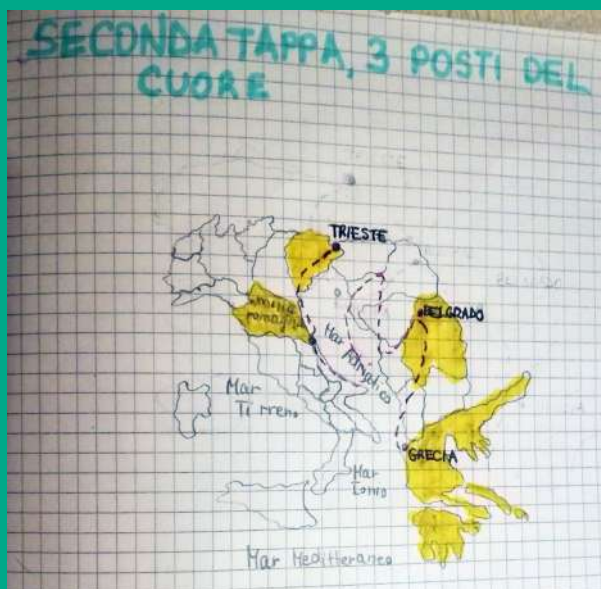 SECONDA TAPPA, 3 POSTI DEL
CUORE
TRIESTE
BELGRADO
Mar Adriatico
Mar
Tirreno
GRECIA
Mar
Ionio
Mar Mediterraneo